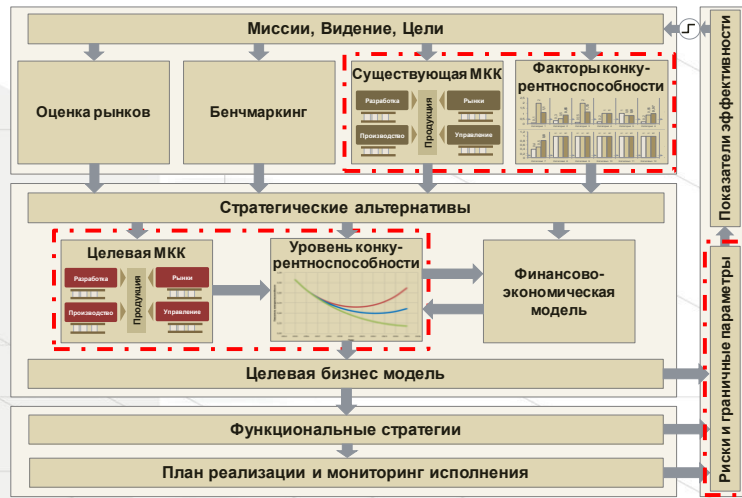 Миссии, Видение, Цели
Оценка рынков
Бенчмаркинг
Существующая МКК
Разработка
Рынки
Продукция
Производство
Управление
Факторы конку-
рентноспособности
Стратегические альтернативы
Целевая МКК
Разработка
Рынки
Продукция
Производство
Управление
Уровень конку-
рентноспособности
Финансово-
экономическая
модель
Целевая бизнес модель
Функциональные стратегии
План реализации и мониторинг исполнения
Показатели эффективности
Риски и граничные параметры